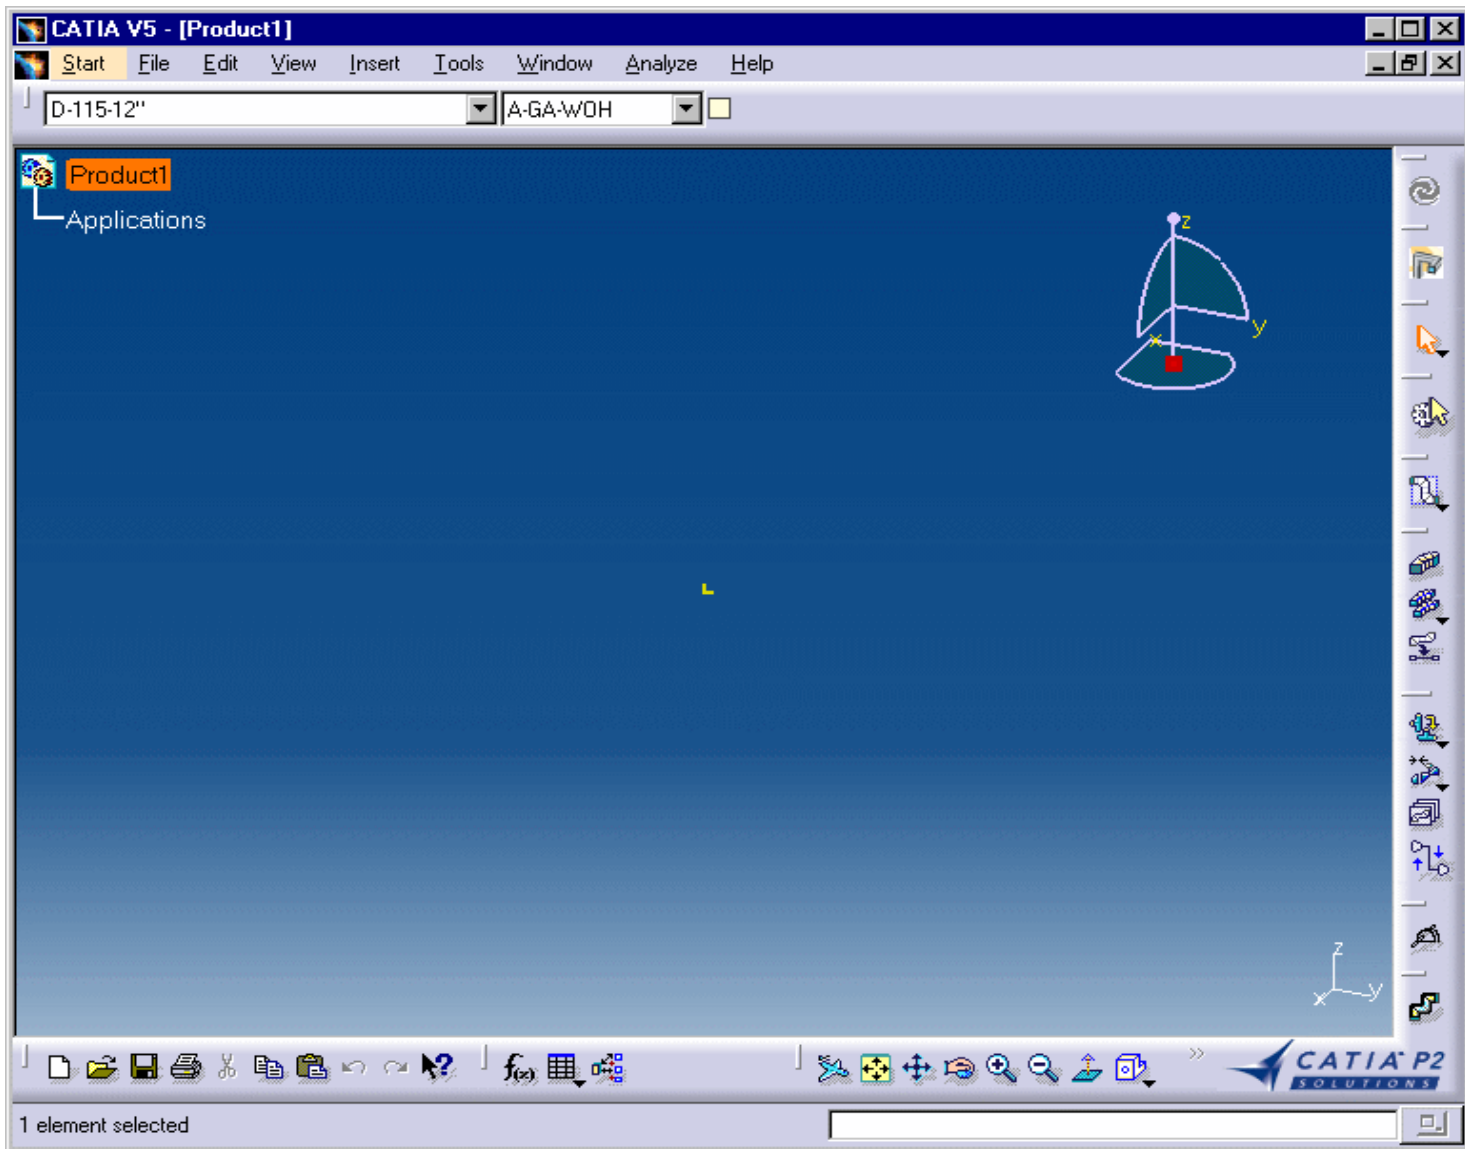 CATIA V5 - [Product1]
Start File Edit View Insert Tools Window Analyze Help
D-115-12" A-GA-WOH
Product1
Applications
z
y
x
z
x y
f(x)
CATIA P2
SOLUTIONS
1 element selected